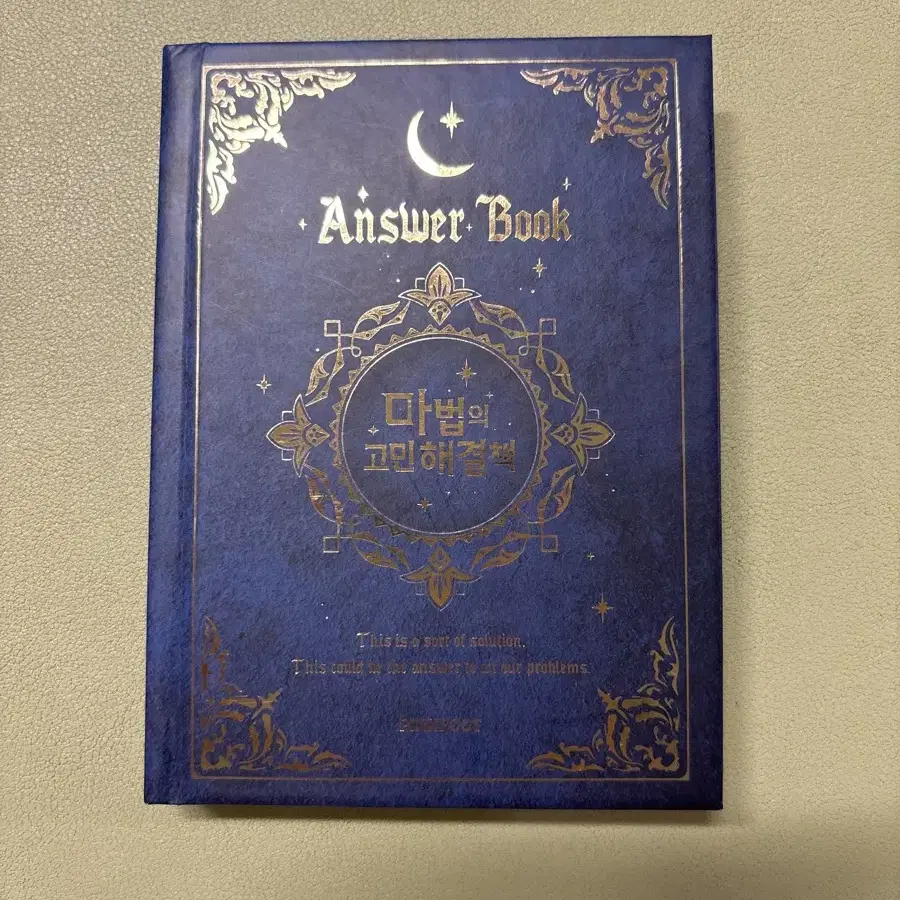 Answer Book
마법의
고민해결책
This is a sort of solution.
This could be the answer to all our problems.